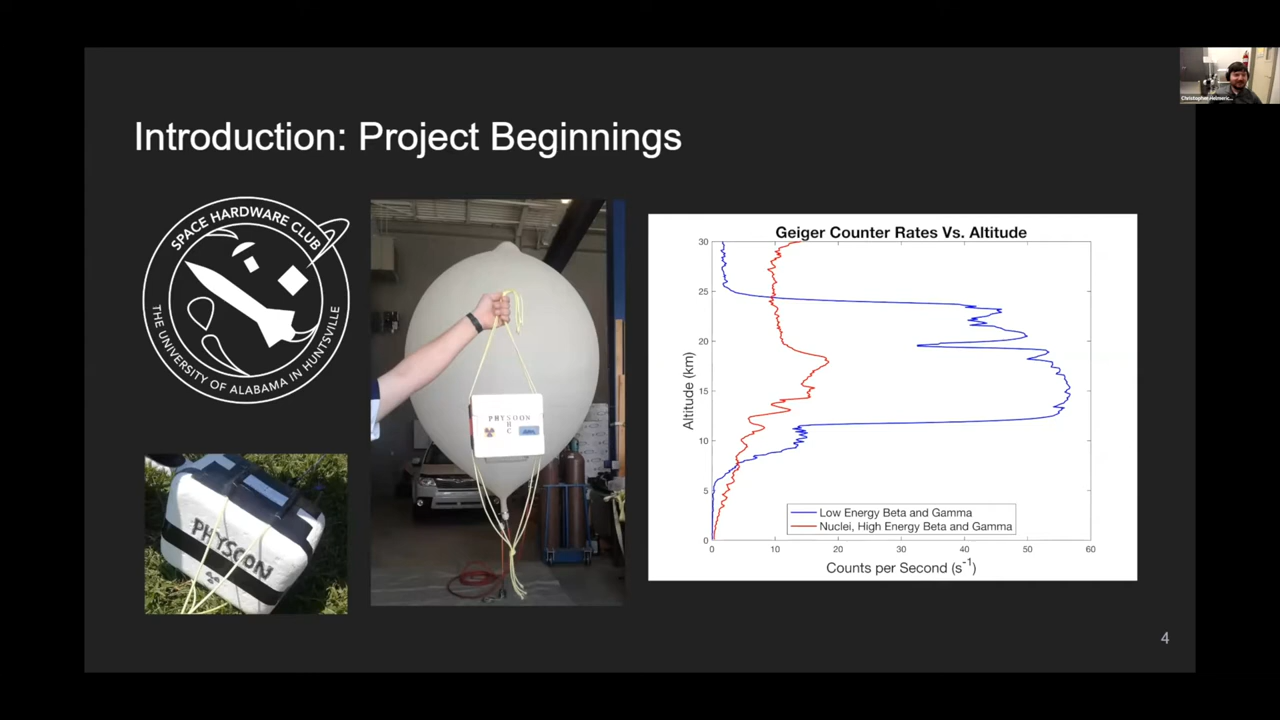 Introduction: Project Beginnings
SPACE HARDWARE CLUB
THE UNIVERSITY OF ALABAMA IN HUNTSVILLE
PHYSOON
PHYSOON
S
B
C
Geiger Counter Rates Vs. Altitude
Altitude (km)
30
25
20
15
10
5
0
0 10 20 30 40 50 60
Low Energy Beta and Gamma
Nuclei, High Energy Beta and Gamma
Counts per Second (s-1)
4
Christopher